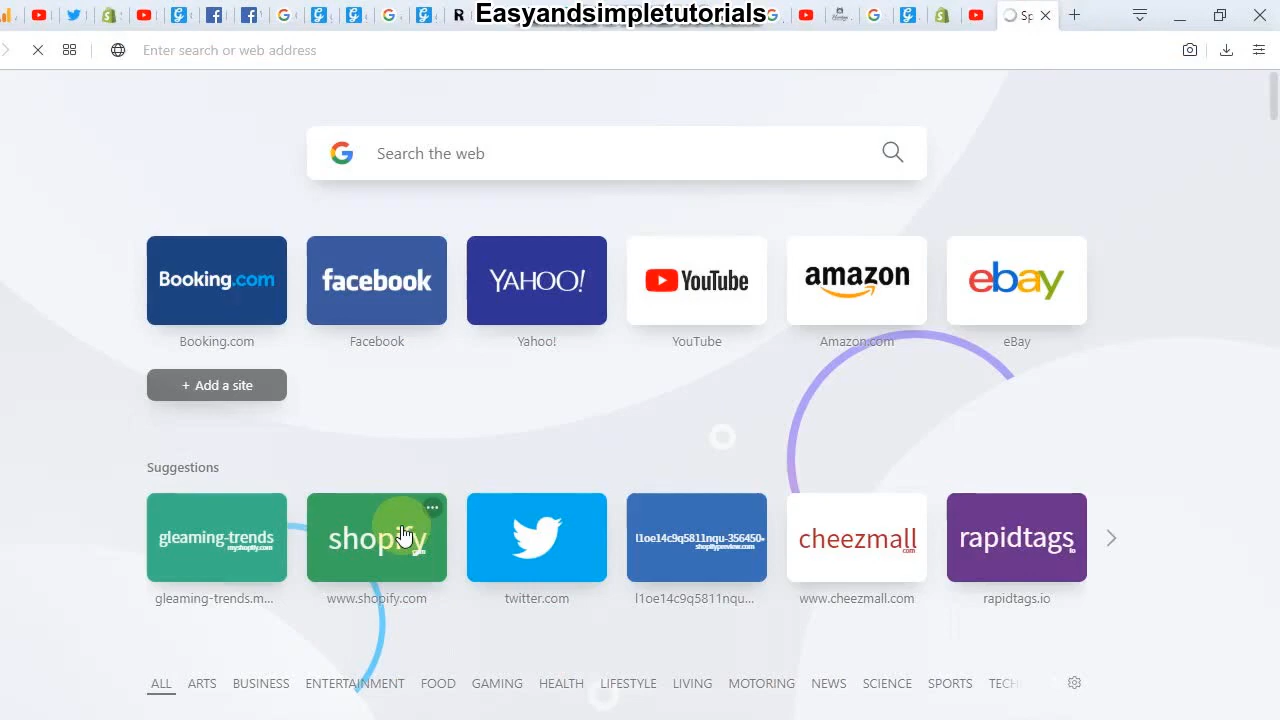 Easyandsimpletutorials
Sp
Enter search or web address
Search the web
Booking.com
facebook
YAHOO!
YouTube
amazon
ebay
Booking.com
Facebook
Yahoo!
YouTube
Amazon.com
eBay
+ Add a site
Suggestions
gleaming-trends
myshopify.com
shopify
com
l1oe14c9q5811nqu-356450-
shopifypreview.com
cheezmall
com
rapidtags
io
gleaming-trends.m...
www.shopify.com
twitter.com
l1oe14c9q5811nqu...
www.cheezmall.com
rapidtags.io
ALL ARTS BUSINESS ENTERTAINMENT FOOD GAMING HEALTH LIFESTYLE LIVING MOTORING NEWS SCIENCE SPORTS TECH